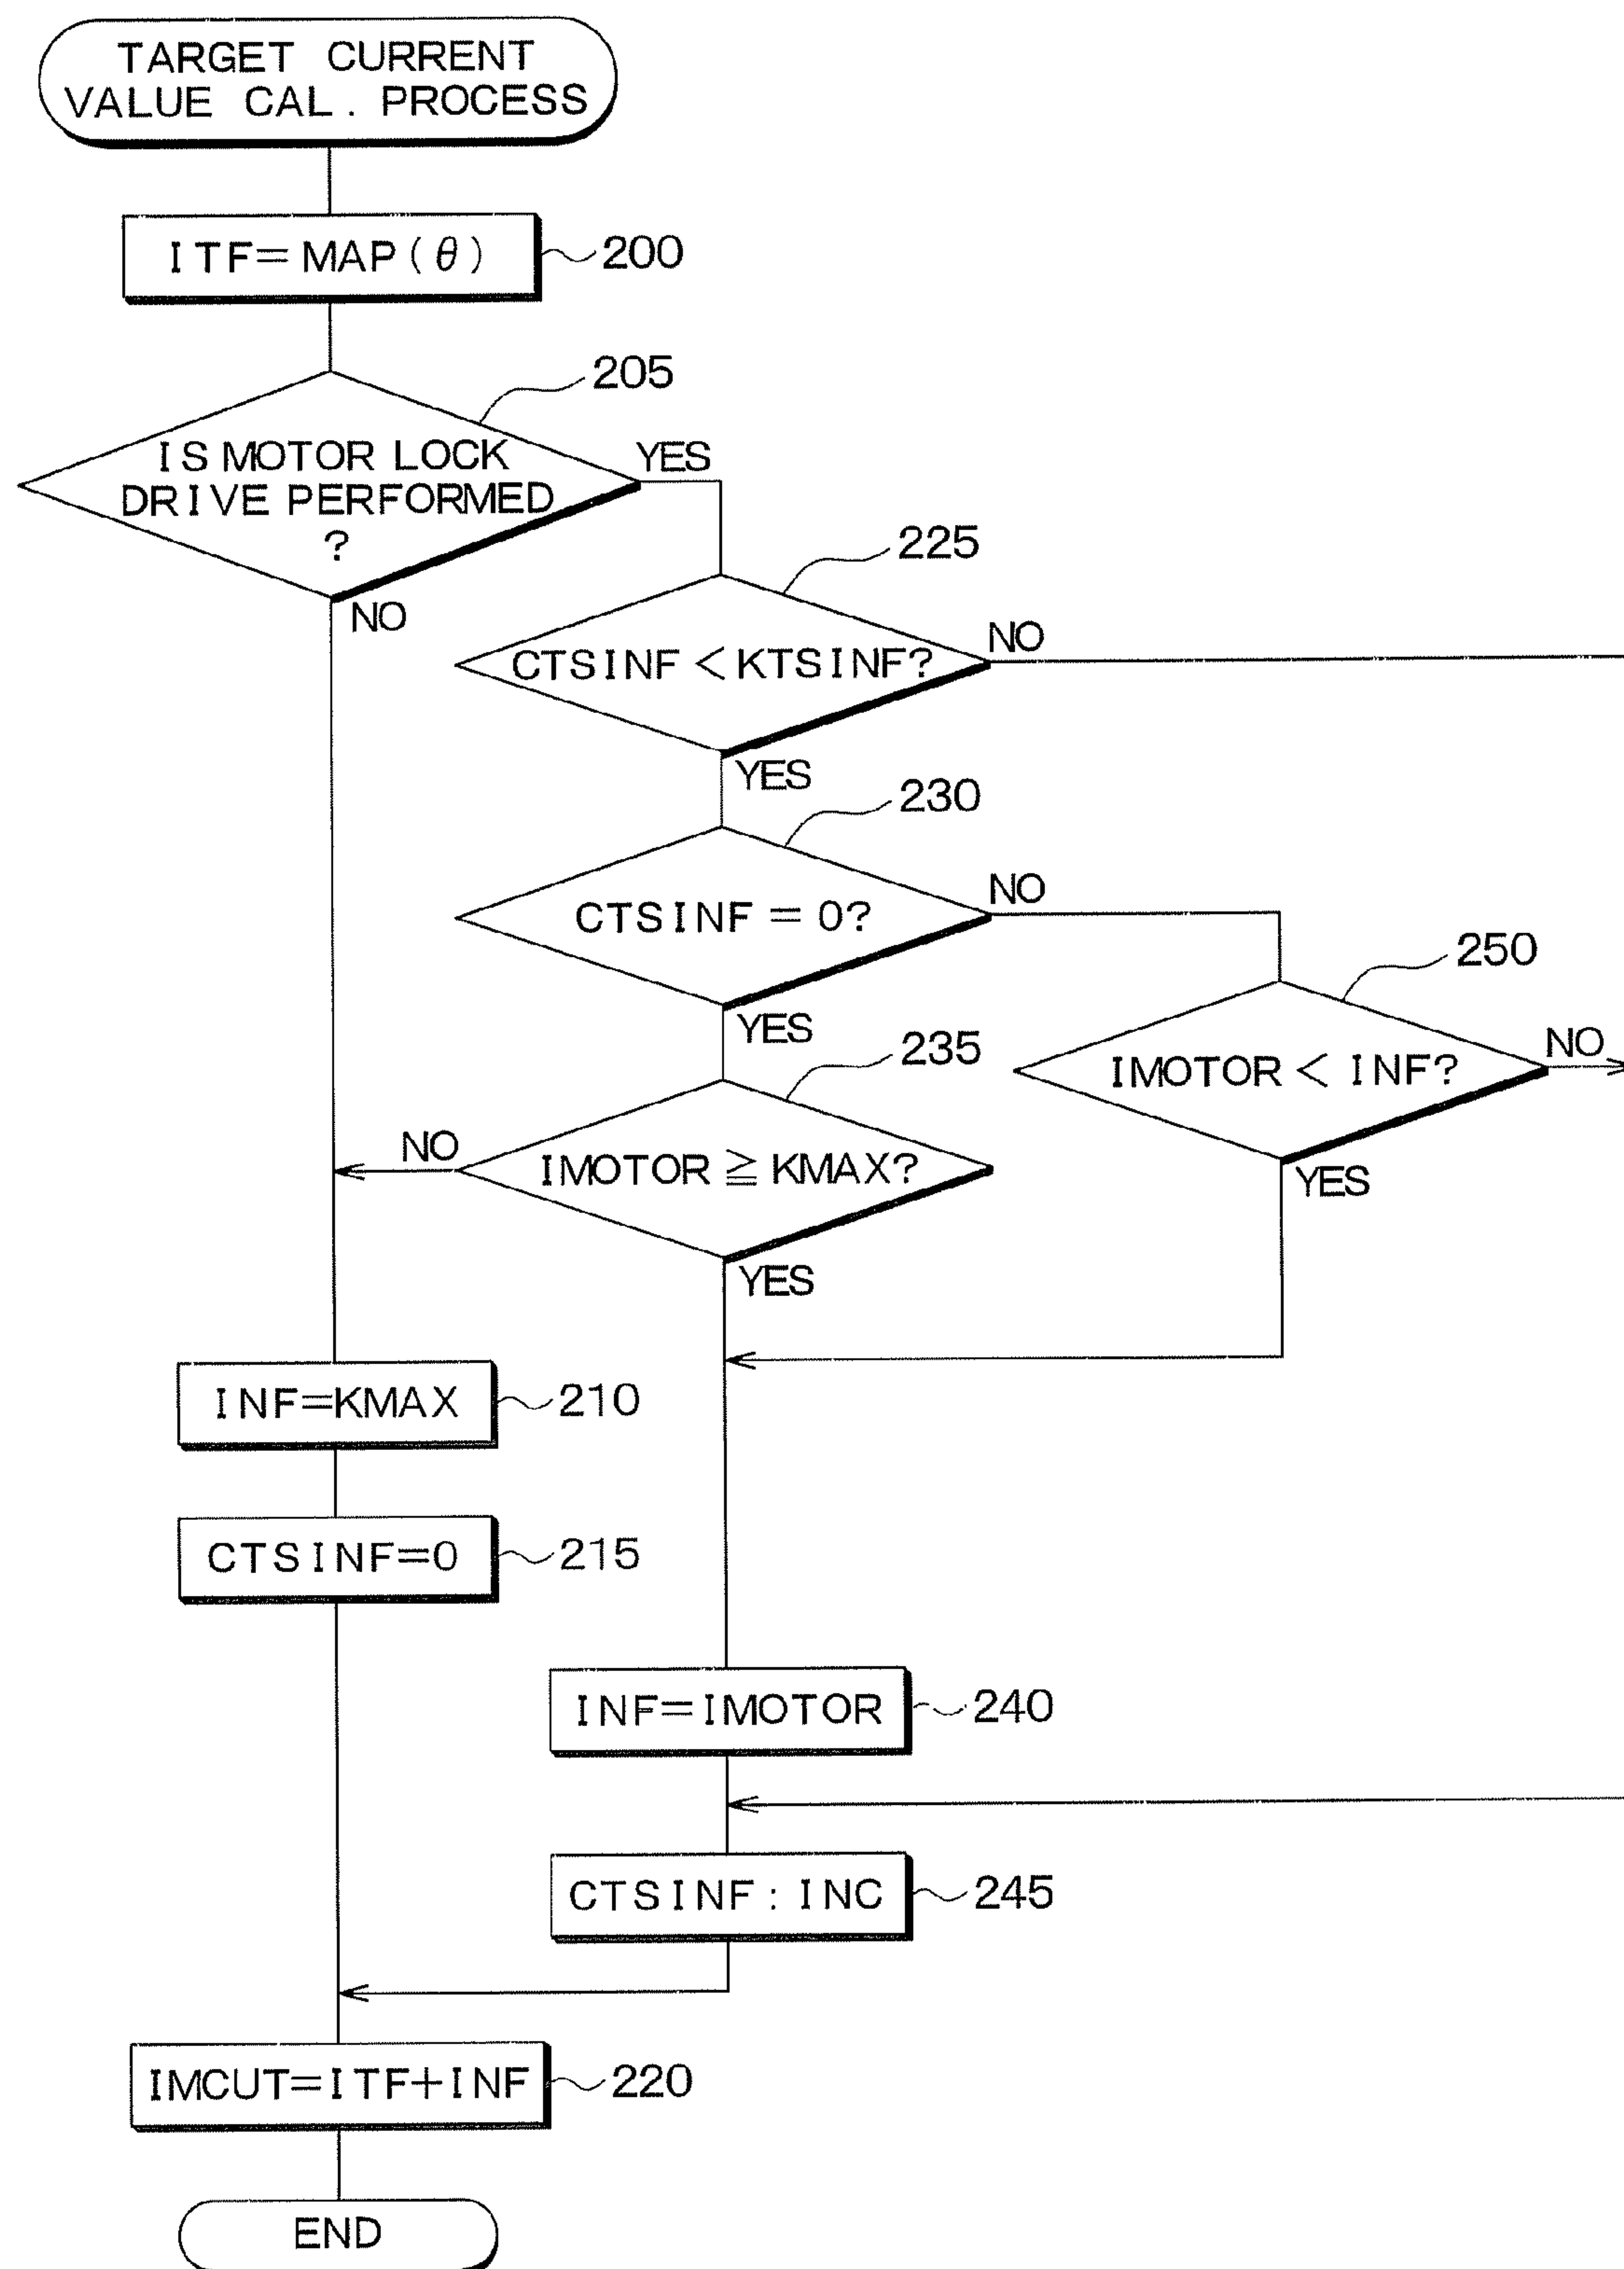 TARGET CURRENT
VALUE CAL. PROCESS
ITF=MAP(θ)
200
205
IS MOTOR LOCK
DRIVE PERFORMED
?
YES
NO
225
CTSINF<KTSINF?
NO
YES
230
CTSINF=0?
NO
YES
250
IMOTOR<INF?
NO
YES
235
IMOTOR≧KMAX?
NO
YES
INF=KMAX
210
CTSINF=0
215
INF=IMOTOR
240
CTSINF:INC
245
IMCUT=ITF+INF
220
END